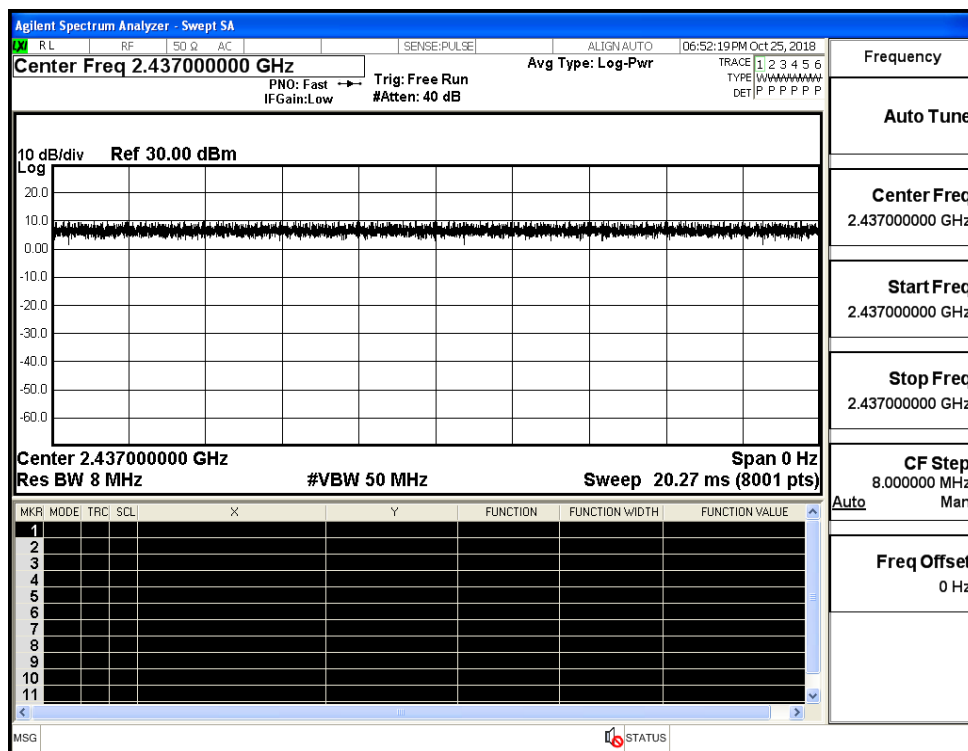 Agilent Spectrum Analyzer - Swept SA
LXI RL RF 50 Ω AC SENSE:PULSE ALIGN AUTO 06:52:19 PM Oct 25, 2018
Center Freq 2.437000000 GHz
PNO: Fast
IFGain:Low
Trig: Free Run
#Atten: 40 dB
Avg Type: Log-Pwr
TRACE 1 2 3 4 5 6
TYPE
DET P P P P P P
10 dB/div Ref 30.00 dBm
Log
20.0
10.0
0.00
-10.0
-20.0
-30.0
-40.0
-50.0
-60.0
Center 2.437000000 GHz Span 0 Hz
Res BW 8 MHz #VBW 50 MHz Sweep 20.27 ms (8001 pts)
MKR MODE TRC SCL X Y FUNCTION FUNCTION WIDTH FUNCTION VALUE
1
2
3
4
5
6
7
8
9
10
11
MSG STATUS
Frequency
Auto Tune
Center Freq
2.437000000 GHz
Start Freq
2.437000000 GHz
Stop Freq
2.437000000 GHz
CF Step
8.000000 MHz
Auto Man
Freq Offset
0 Hz